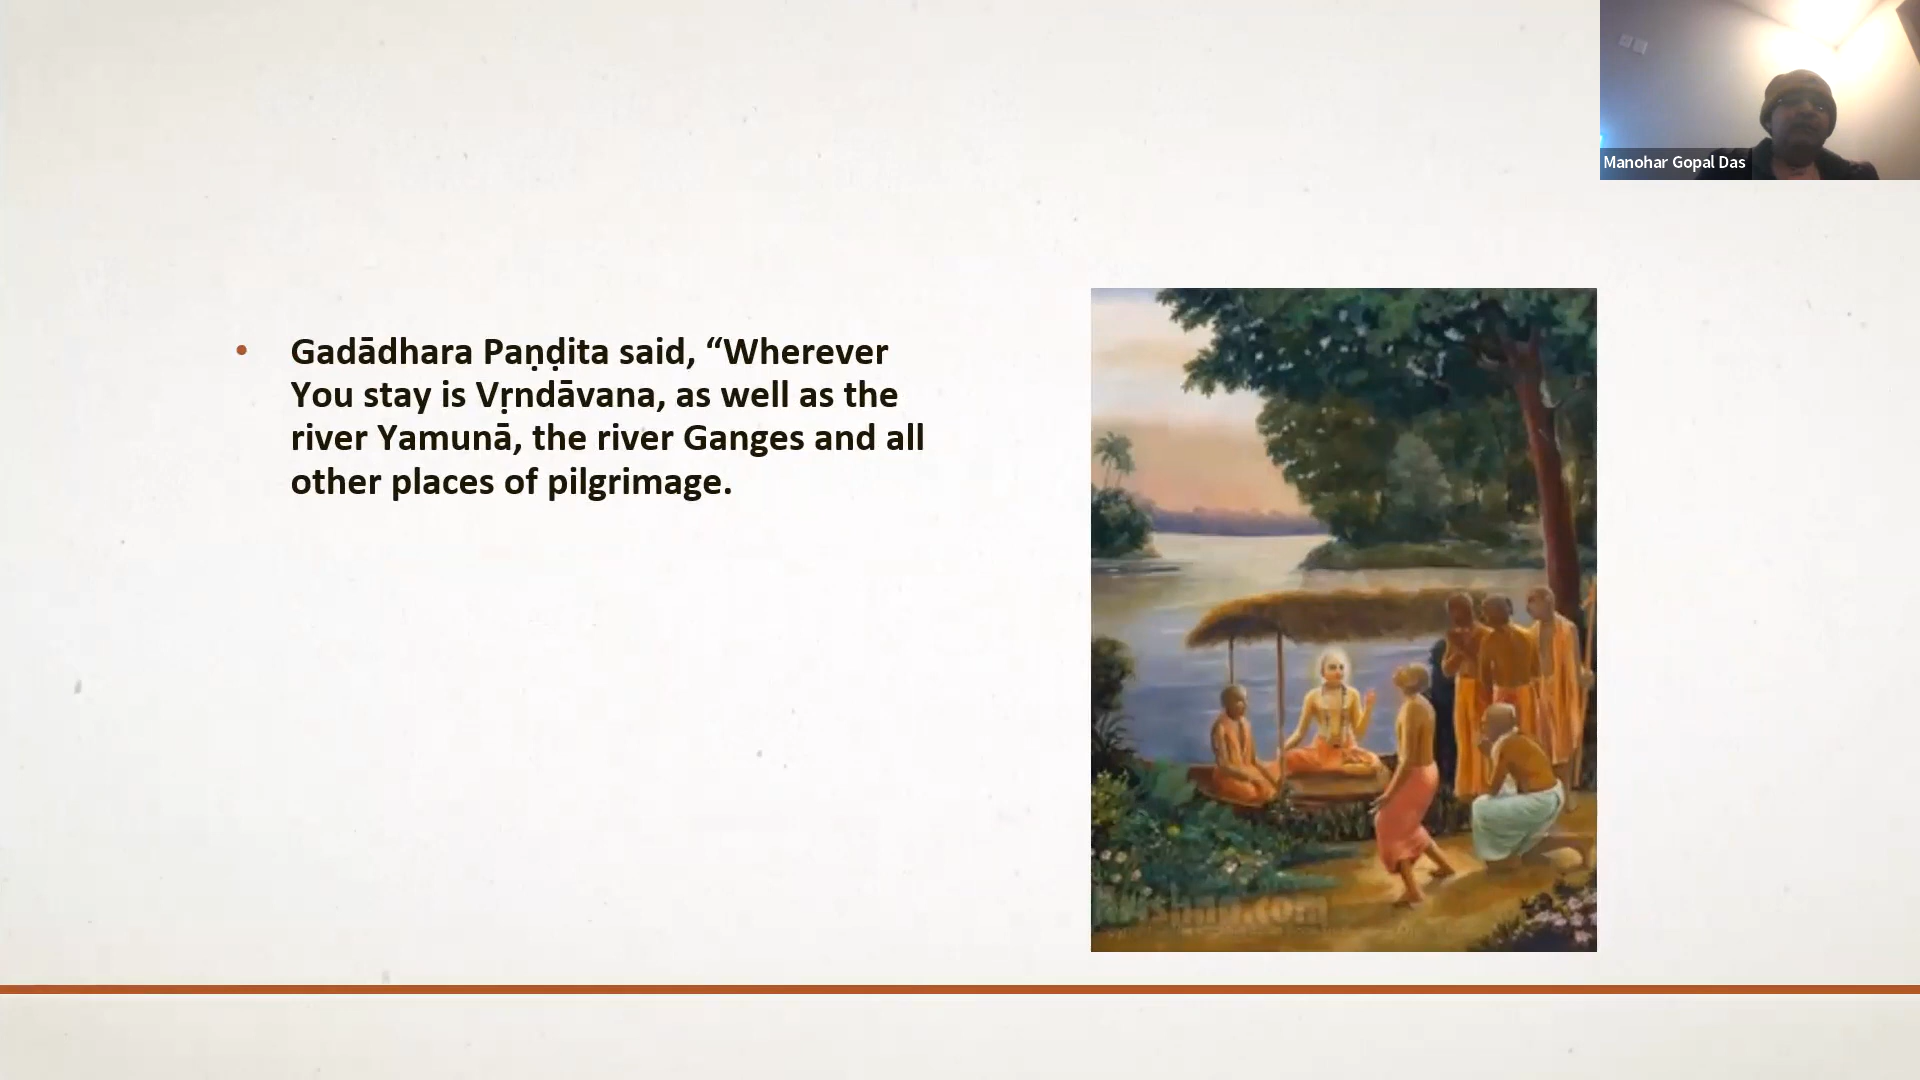 Manohar Gopal Das
• Gadādhara Paṇḍita said, “Wherever
You stay is Vṛndāvana, as well as the
river Yamunā, the river Ganges and all
other places of pilgrimage.